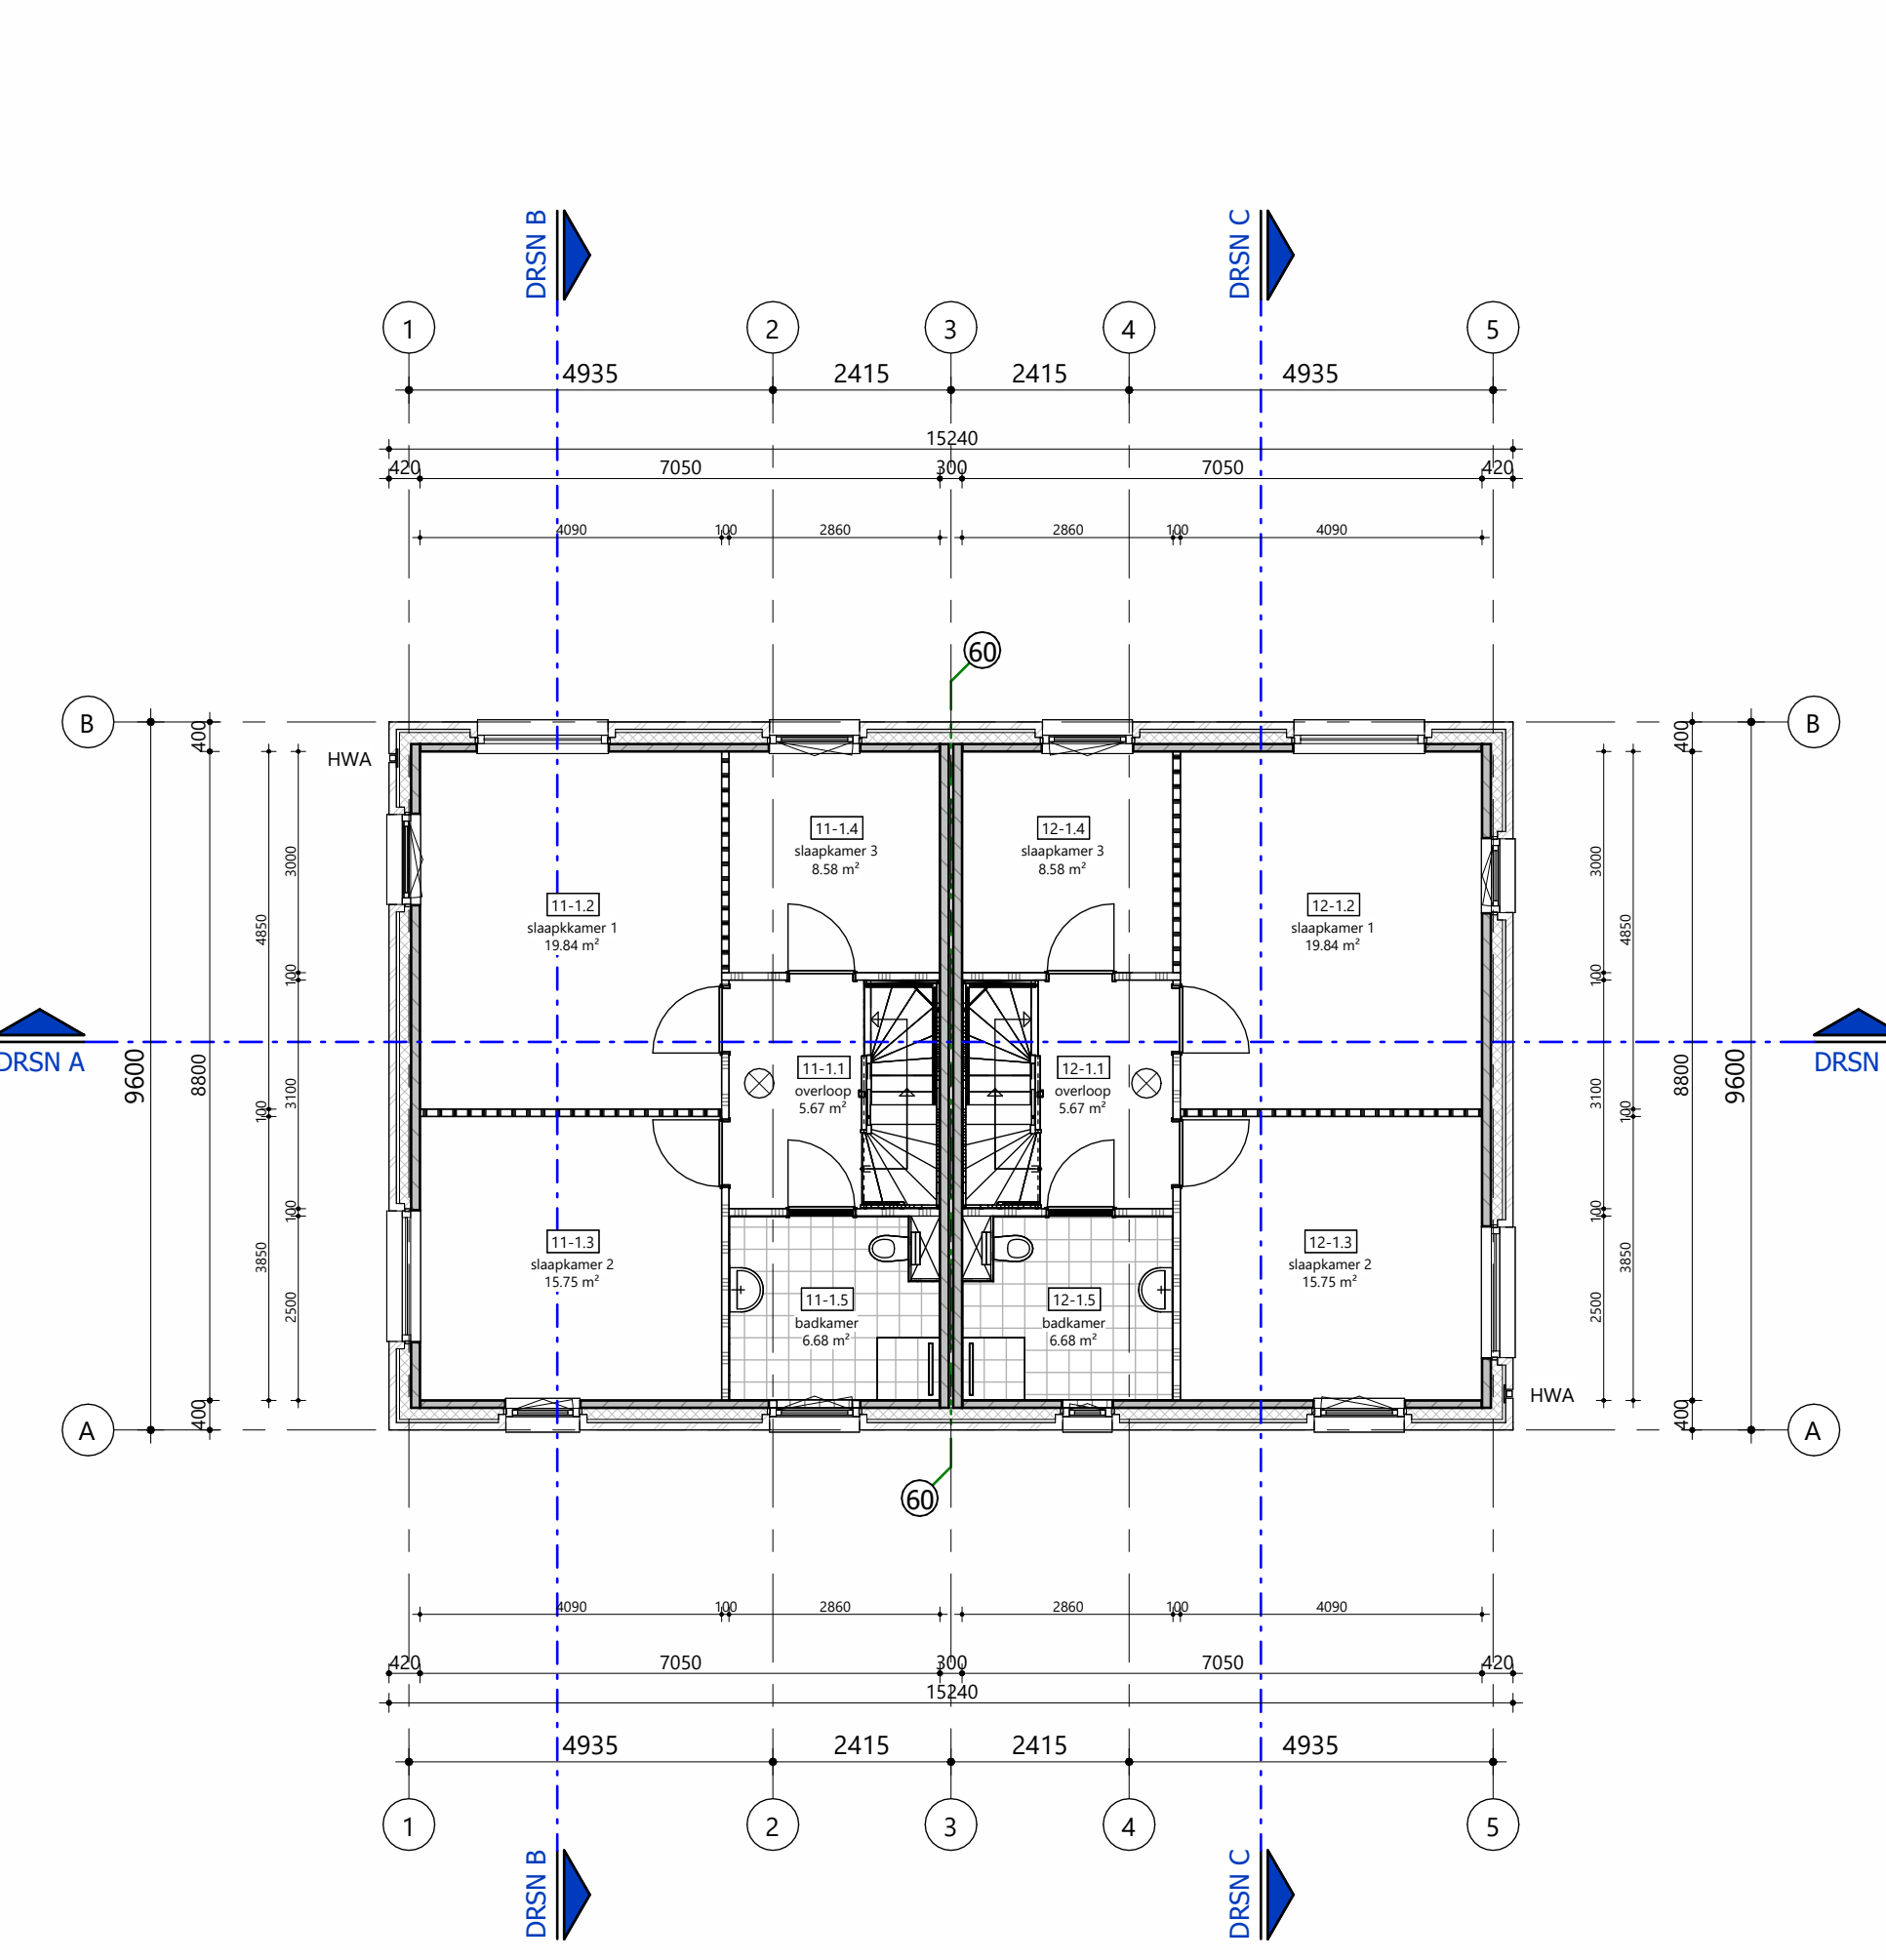 DRSN B
DRSN C
1
2
3
4
5
4935
2415
2415
4935
15240
420
7050
300
7050
420
4090
100
2860
2860
100
4090
60
B
400
400
B
HWA
11-1.4
slaapkamer 3
8.58 m²
12-1.4
slaapkamer 3
8.58 m²
3000
3000
11-1.2
slaapkkamer 1
19.84 m²
12-1.2
slaapkamer 1
19.84 m²
4850
4850
100
100
DRSN A
DRSN
9600
8800
3100
100
11-1.1
overloop
5.67 m²
12-1.1
overloop
5.67 m²
3100
100
8800
9600
100
100
3850
2500
11-1.3
slaapkamer 2
15.75 m²
11-1.5
badkamer
6.68 m²
12-1.5
badkamer
6.68 m²
12-1.3
slaapkamer 2
15.75 m²
2500
3850
HWA
A
400
400
A
60
4090
100
2860
2860
100
4090
420
7050
300
7050
420
15240
4935
2415
2415
4935
1
2
3
4
5
DRSN B
DRSN C